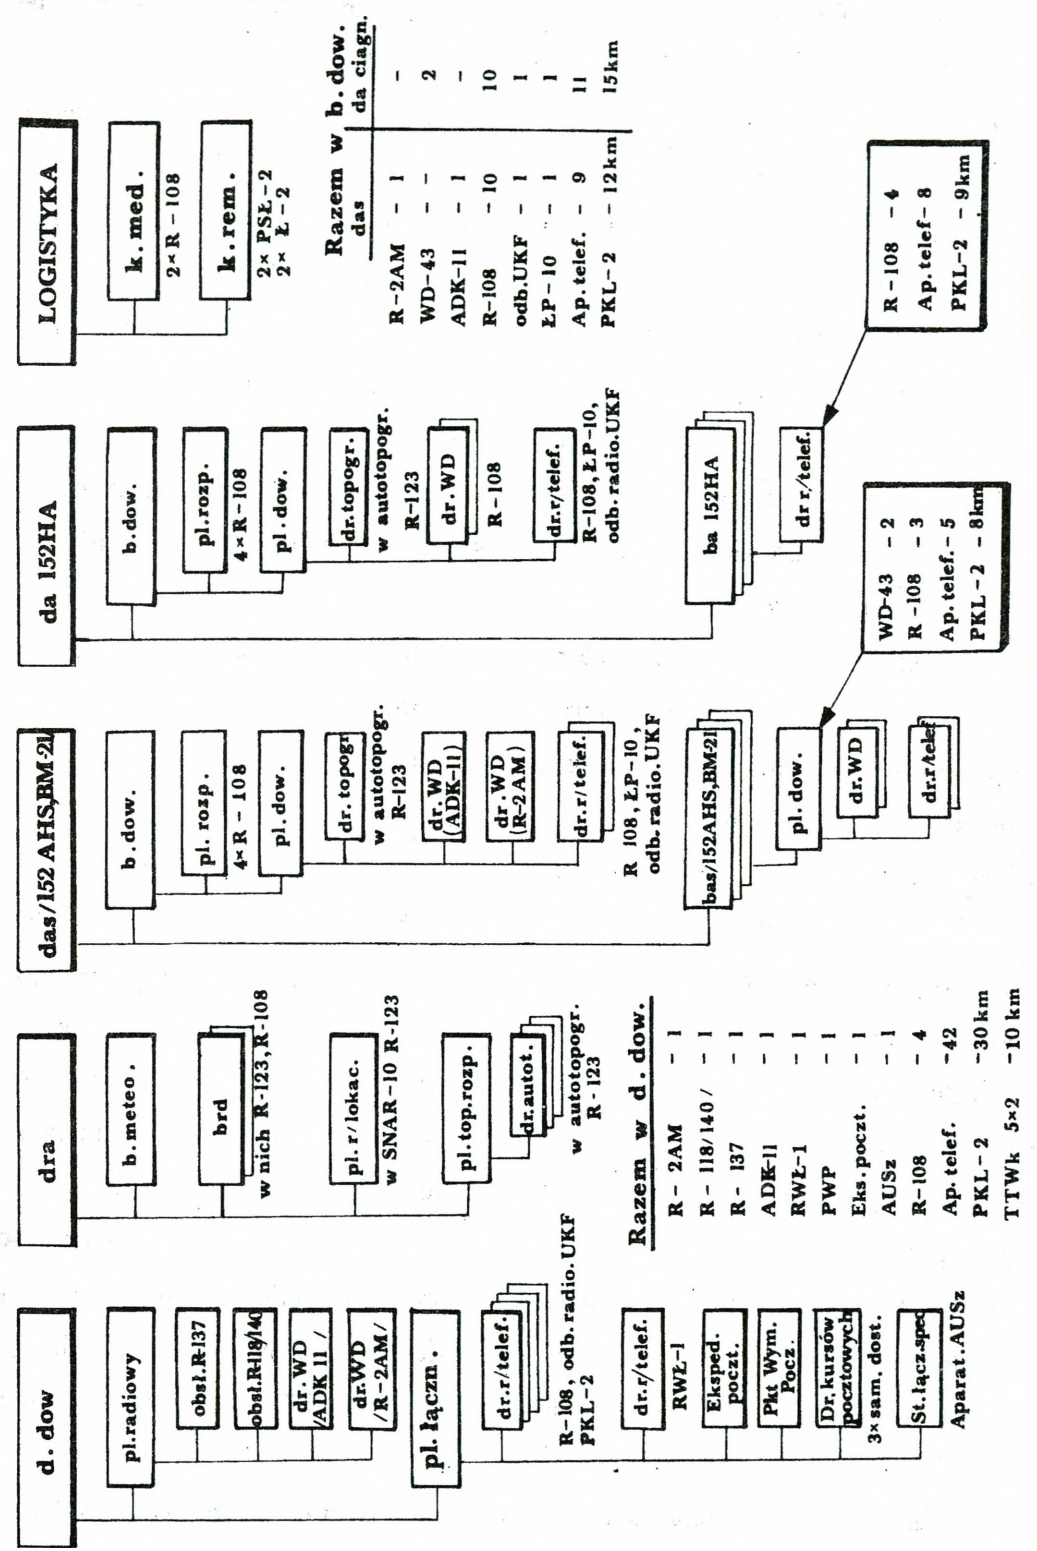 d. dow
pl.radiowy
obsł.R-137
obsł.R-118/140
dr. WD
/ADK 11 /
dr.WD
/R-2AM/
pl. łączn .
dr.r/telef.
R-108, odb. radio. UKF
PKL-2
dr.r/telef.
RWŁ-1
Eksped.
poczt.
Pkt Wym.
Pocz.
Dr. kursów
pocztowych
3× sam. dost.
St.łącz.spec
Aparat.AUSz
dra
b. meteo .
brd
w nich R-123, R-108
pl. r/lokac.
w SNAR-10 R-123
pl.top.rozp.
dr.autot.
w autotopogr.
R-123
Razem w d. dow.
R - 2AM - 1
R - 118/140 / - 1
R - 137 - 1
ADK-11 - 1
RWŁ-1 - 1
PWP - 1
Eks. poczt. - 1
AUSz - 1
R-108 - 4
Ap. telef. -42
PKL-2 -30 km
TTWk 5×2 -10 km
das/152 AHS,BM-21
b.dow.
pl. rozp.
4×R - 108
pl.dow.
dr. topogr
w autotopogr.
R-123
dr. WD
(ADK-11)
dr. WD
(R-2AM)
dr.r/telef.
R 108, ŁP-10 ,
odb.radio.UKF
bas/152AHS,BM-21
pl. dow.
dr.WD
dr.r/telef
WD-43 - 2
R -108 - 3
Ap. telef. - 5
PKL -2 - 8km
da 152HA
b.dow.
pl.rozp.
4×R-108
pl. dow.
dr.topogr.
w autotopogr.
R-123
dr. WD
R-108
dr.r/telef.
R-108, ŁP-10,
odb. radio.UKF
ba 152HA
dr r/telef.
R -108 - 4
Ap. telef- 8
PKL-2 - 9km
LOGISTYKA
k. med.
2× R -108
k.rem .
2× PSŁ-2
2× Ł-2
Razem w b. dow.
das da ciagn.
R-2AM - 1 -
WD-43 - - 2
ADK-11 - 1 -
R-108 -10 10
odb.UKF - 1 1
ŁP-10 - 1 1
Ap.telef. - 9 11
PKL-2 - 12km 15km